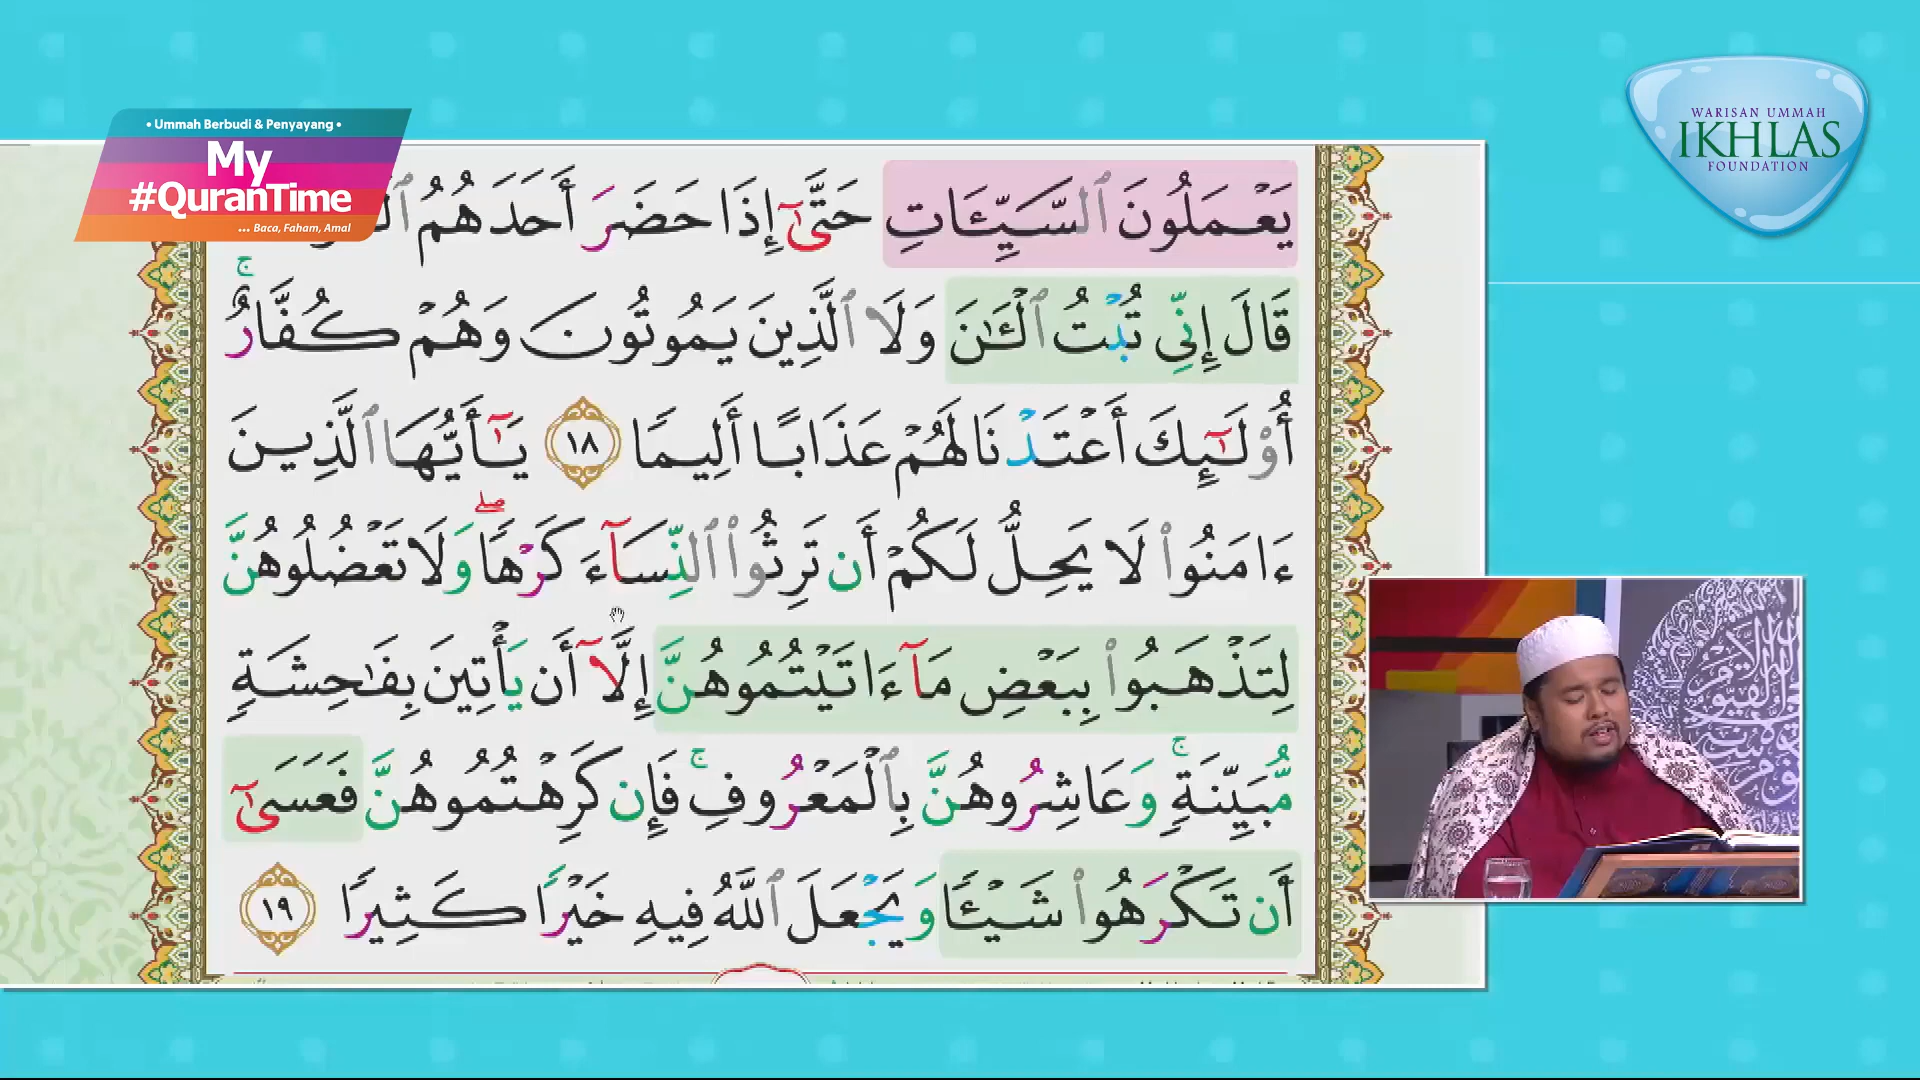 • Ummah Berbudi & Penyayang •
My
#QuranTime
... Baca, Faham, Amal
WARISAN UMMAH
IKHLAS
FOUNDATION
يَعْمَلُونَ ٱلسَّيِّـَٔاتِ حَتَّىٰٓ إِذَا حَضَرَ أَحَدَهُمُ
قَالَ إِنِّى تُبْتُ ٱلْـَٰٔنَ وَلَا ٱلَّذِينَ يَمُوتُونَ وَهُمْ كُفَّارٌ ۚ
أُو۟لَـٰٓئِكَ أَعْتَدْنَا لَهُمْ عَذَابًا أَلِيمًا ١٨ يَـٰٓأَيُّهَا ٱلَّذِينَ
ءَامَنُوا۟ لَا يَحِلُّ لَكُمْ أَن تَرِثُوا۟ ٱلنِّسَآءَ كَرْهًا ۖ وَلَا تَعْضُلُوهُنَّ
لِتَذْهَبُوا۟ بِبَعْضِ مَآ ءَاتَيْتُمُوهُنَّ إِلَّآ أَن يَأْتِينَ بِفَـٰحِشَةٍ
مُّبَيِّنَةٍ ۚ وَعَاشِرُوهُنَّ بِٱلْمَعْرُوفِ ۚ فَإِن كَرِهْتُمُوهُنَّ فَعَسَىٰٓ
أَن تَكْرَهُوا۟ شَيْـًٔا وَيَجْعَلَ ٱللَّهُ فِيهِ خَيْرًا كَثِيرًا ١٩